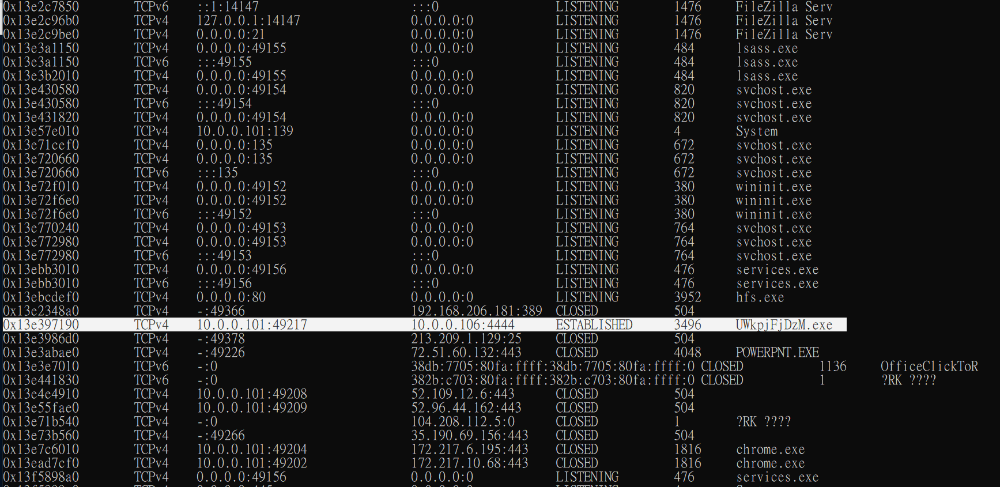 0x13e2c7850 TCPv6 ::1:14147 :::0 LISTENING 1476 FileZilla Serv
0x13e2c96b0 TCPv4 127.0.0.1:14147 0.0.0.0:0 LISTENING 1476 FileZilla Serv
0x13e2c9be0 TCPv4 0.0.0.0:21 0.0.0.0:0 LISTENING 1476 FileZilla Serv
0x13e3a1150 TCPv4 0.0.0.0:49155 0.0.0.0:0 LISTENING 484 lsass.exe
0x13e3a1150 TCPv6 :::49155 :::0 LISTENING 484 lsass.exe
0x13e3b2010 TCPv4 0.0.0.0:49155 0.0.0.0:0 LISTENING 484 lsass.exe
0x13e430580 TCPv4 0.0.0.0:49154 0.0.0.0:0 LISTENING 820 svchost.exe
0x13e430580 TCPv6 :::49154 :::0 LISTENING 820 svchost.exe
0x13e431820 TCPv4 0.0.0.0:49154 0.0.0.0:0 LISTENING 820 svchost.exe
0x13e57e010 TCPv4 10.0.0.101:139 0.0.0.0:0 LISTENING 4 System
0x13e71cef0 TCPv4 0.0.0.0:135 0.0.0.0:0 LISTENING 672 svchost.exe
0x13e720660 TCPv4 0.0.0.0:135 0.0.0.0:0 LISTENING 672 svchost.exe
0x13e720660 TCPv6 :::135 :::0 LISTENING 672 svchost.exe
0x13e72f010 TCPv4 0.0.0.0:49152 0.0.0.0:0 LISTENING 380 wininit.exe
0x13e72f6e0 TCPv4 0.0.0.0:49152 0.0.0.0:0 LISTENING 380 wininit.exe
0x13e72f6e0 TCPv6 :::49152 :::0 LISTENING 380 wininit.exe
0x13e770240 TCPv4 0.0.0.0:49153 0.0.0.0:0 LISTENING 764 svchost.exe
0x13e772980 TCPv4 0.0.0.0:49153 0.0.0.0:0 LISTENING 764 svchost.exe
0x13e772980 TCPv6 :::49153 :::0 LISTENING 764 svchost.exe
0x13ebb3010 TCPv4 0.0.0.0:49156 0.0.0.0:0 LISTENING 476 services.exe
0x13ebb3010 TCPv6 :::49156 :::0 LISTENING 476 services.exe
0x13ebcdef0 TCPv4 0.0.0.0:80 0.0.0.0:0 LISTENING 3952 hfs.exe
0x13e2348a0 TCPv4 -:49366 192.168.206.181:389 CLOSED 504
0x13e397190 TCPv4 10.0.0.101:49217 10.0.0.106:4444 ESTABLISHED 3496 UWkpjFjDzM.exe
0x13e3986d0 TCPv4 -:49378 213.209.1.129:25 CLOSED 504
0x13e3abae0 TCPv4 -:49226 72.51.60.132:443 CLOSED 4048 POWERPNT.EXE
0x13e3e7010 TCPv6 -:0 38db:7705:80fa:ffff:38db:7705:80fa:ffff:0 CLOSED 1136 OfficeClickToR
0x13e441830 TCPv6 -:0 382b:c703:80fa:ffff:382b:c703:80fa:ffff:0 CLOSED 1 ?RK ????
0x13e4e4910 TCPv4 10.0.0.101:49208 52.109.12.6:443 CLOSED 504
0x13e55fae0 TCPv4 10.0.0.101:49209 52.96.44.162:443 CLOSED 504
0x13e71b540 TCPv4 -:0 104.208.112.5:0 CLOSED 1 ?RK ????
0x13e73b560 TCPv4 -:49266 35.190.69.156:443 CLOSED 504
0x13e7c6010 TCPv4 10.0.0.101:49204 172.217.6.195:443 CLOSED 1816 chrome.exe
0x13ead7cf0 TCPv4 10.0.0.101:49202 172.217.10.68:443 CLOSED 1816 chrome.exe
0x13f5898a0 TCPv4 0.0.0.0:49156 0.0.0.0:0 LISTENING 476 services.exe